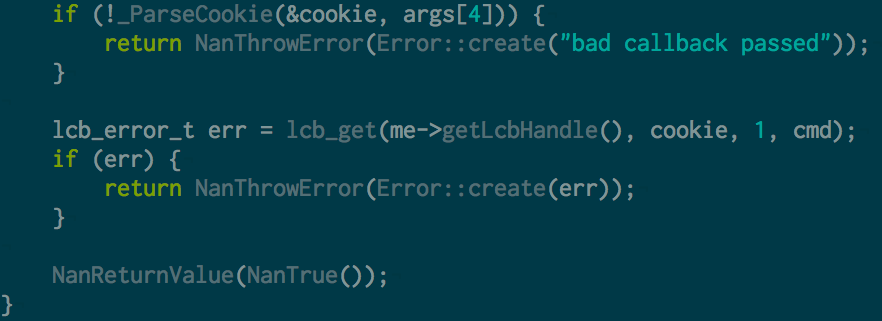 if (!_ParseCookie(&cookie, args[4])) {
return NanThrowError(Error::create("bad callback passed"));
}
lcb_error_t err = lcb_get(me->getLcbHandle(), cookie, 1, cmd);
if (err) {
return NanThrowError(Error::create(err));
}
NanReturnValue(NanTrue());
}